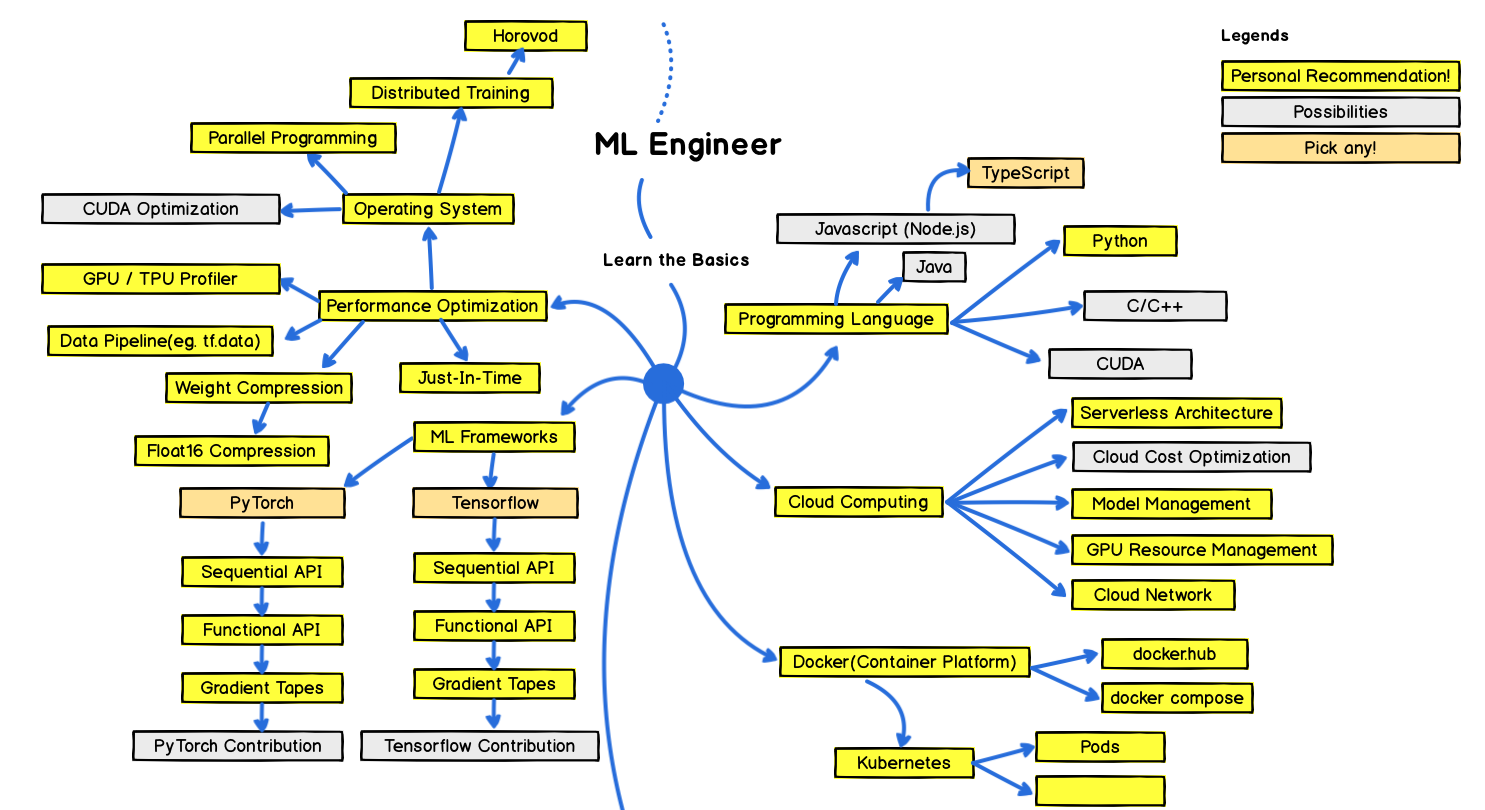 Horovod
Legends
Personal Recommendation!
Distributed Training
Possibilities
Parallel Programming
ML Engineer
Pick any!
TypeScript
CUDA Optimization
Operating System
Javascript (Node.js)
Python
Learn the Basics
Java
GPU / TPU Profiler
Performance Optimization
C/C++
Programming Language
Data Pipeline(eg. tf.data)
CUDA
Just-In-Time
Weight Compression
Serverless Architecture
ML Frameworks
Float16 Compression
Cloud Cost Optimization
PyTorch
Tensorflow
Cloud Computing
Model Management
GPU Resource Management
Sequential API
Sequential API
Cloud Network
Functional API
Functional API
docker.hub
Docker(Container Platform)
Gradient Tapes
Gradient Tapes
docker compose
PyTorch Contribution
Tensorflow Contribution
Pods
Kubernetes